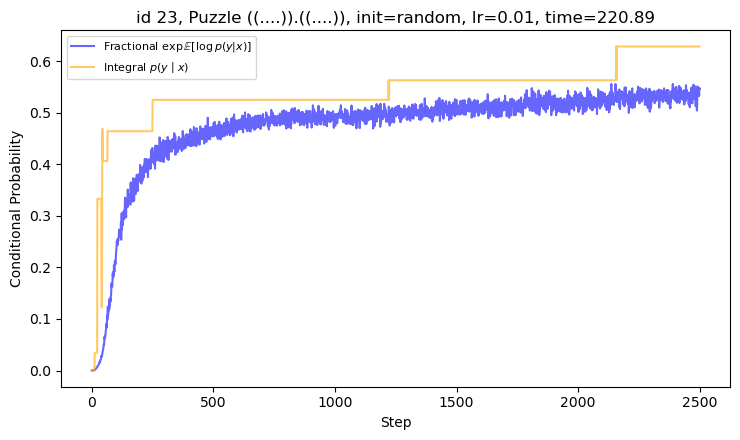 id 23, Puzzle ((....)).((....)), init=random, lr=0.01, time=220.89
Fractional exp𝔼[log p(y|x)]
Integral p(y | x)
Conditional Probability
0.6
0.5
0.4
0.3
0.2
0.1
0.0
0 500 1000 1500 2000 2500
Step